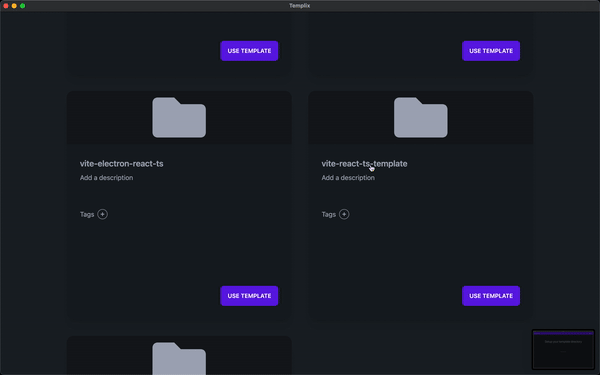 Templix
USE TEMPLATE
USE TEMPLATE
vite-electron-react-ts
Add a description
Tags +
USE TEMPLATE
vite-react-ts-template
Add a description
Tags +
USE TEMPLATE